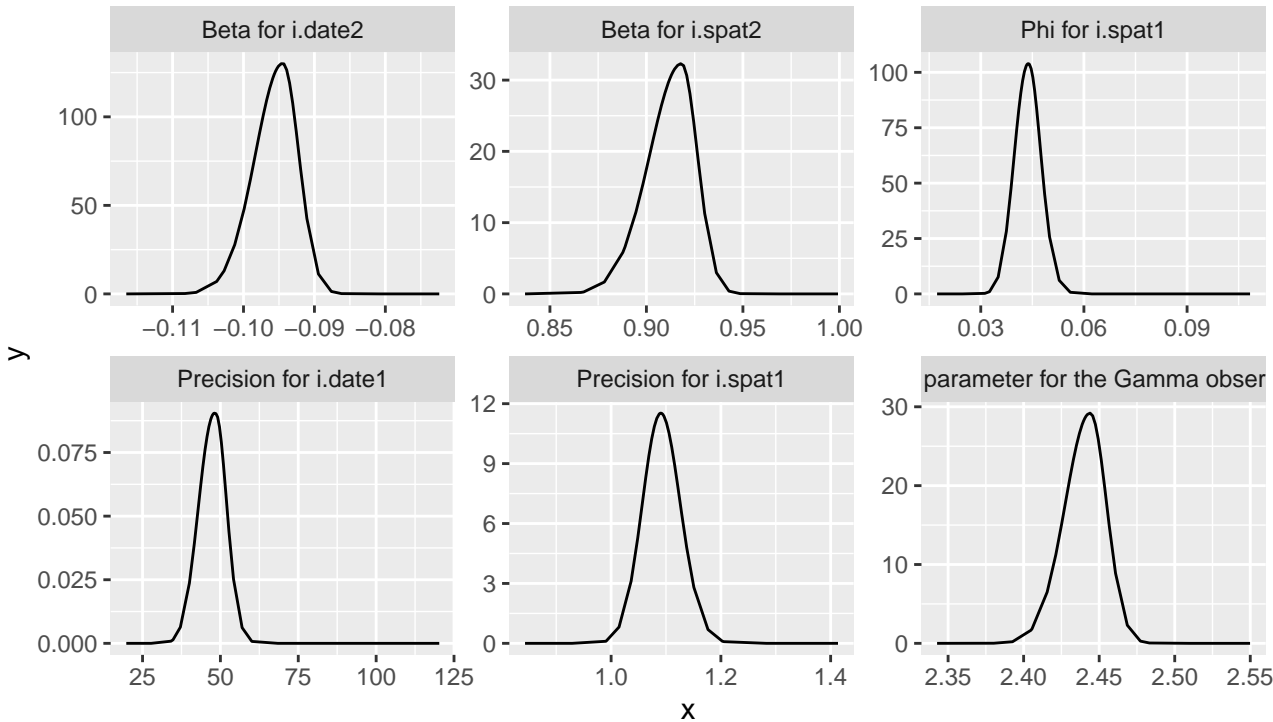 Beta for i.date2
Beta for i.spat2
Phi for i.spat1
100
50
0
−0.11 −0.10 −0.09 −0.08
30
20
10
0
0.85 0.90 0.95 1.00
100
75
50
25
0
0.03 0.06 0.09
y
Precision for i.date1
Precision for i.spat1
parameter for the Gamma obser
0.075
0.050
0.025
0.000
25 50 75 100 125
12
9
6
3
0
1.0 1.2 1.4
30
20
10
0
2.35 2.40 2.45 2.50 2.55
x